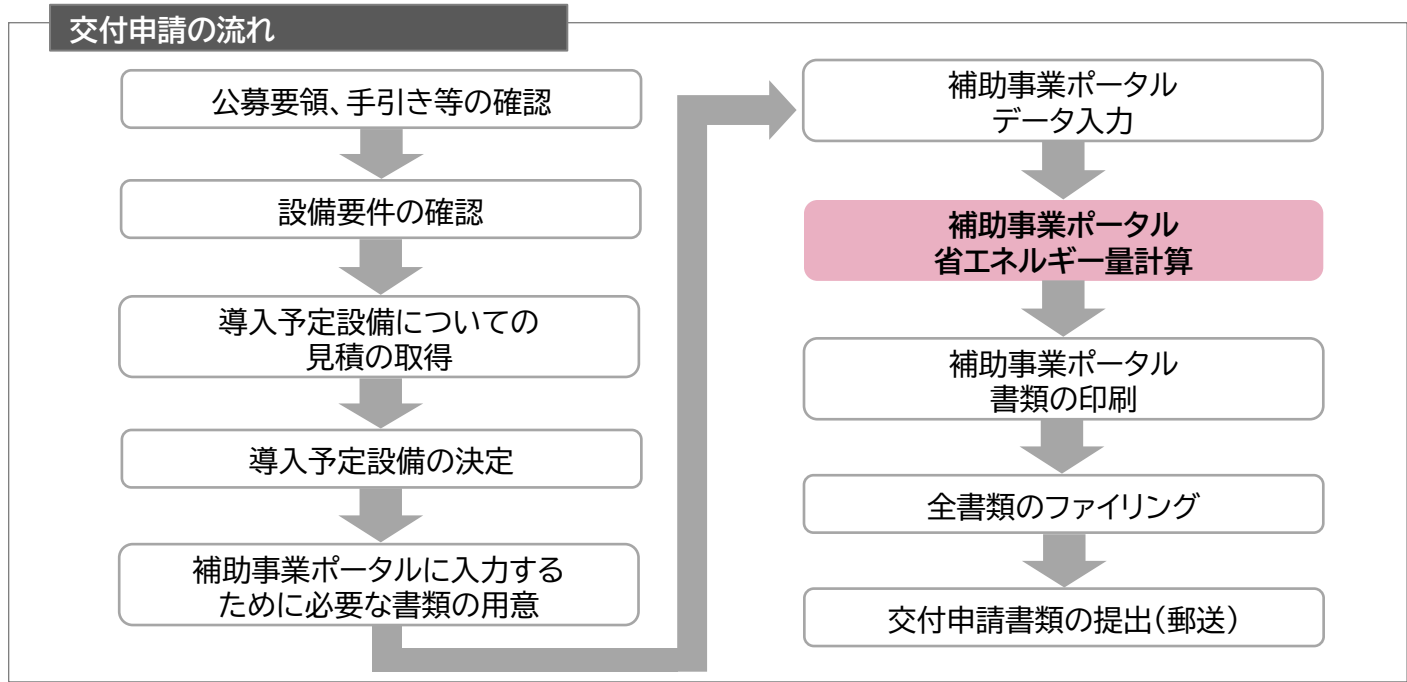 交付申請の流れ
公募要領、手引き等の確認
設備要件の確認
導入予定設備についての
見積の取得
導入予定設備の決定
補助事業ポータルに入力する
ために必要な書類の用意
補助事業ポータル
データ入力
補助事業ポータル
省エネルギー量計算
補助事業ポータル
書類の印刷
全書類のファイリング
交付申請書類の提出(郵送)